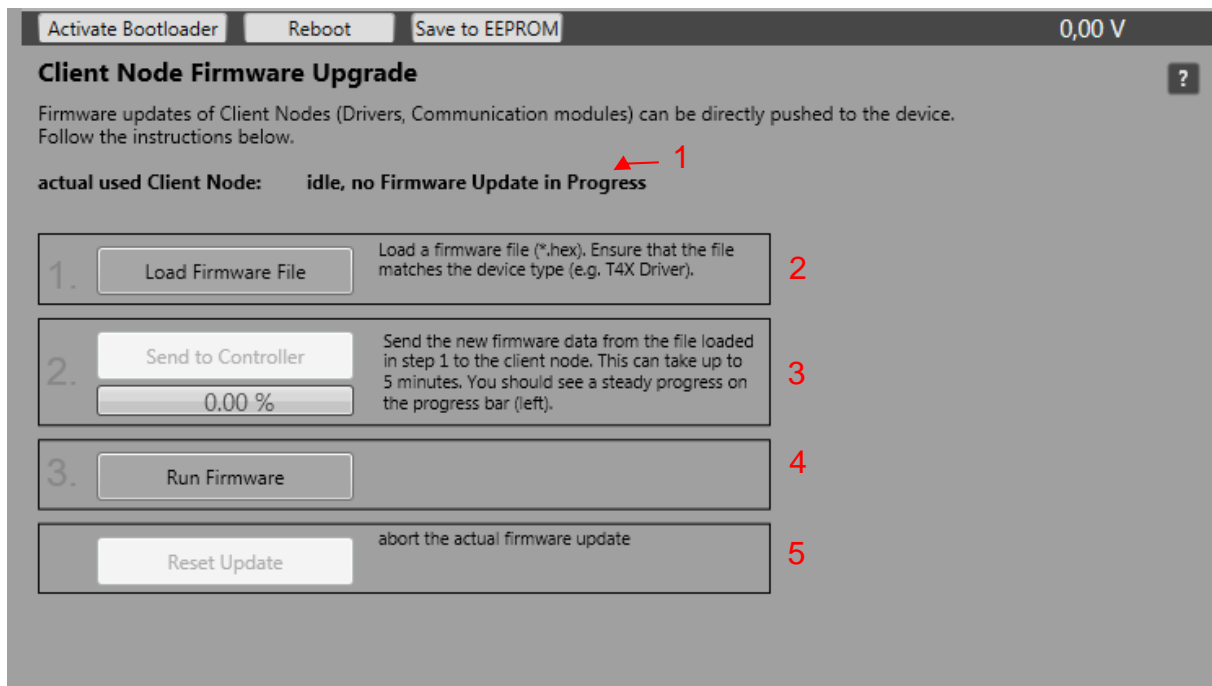 Activate Bootloader Reboot Save to EEPROM 0,00 V
Client Node Firmware Upgrade ?
Firmware updates of Client Nodes (Drivers, Communication modules) can be directly pushed to the device.
Follow the instructions below.
1
actual used Client Node: idle, no Firmware Update in Progress
1. Load Firmware File
Load a firmware file (*.hex). Ensure that the file
matches the device type (e.g. T4X Driver).
2
2. Send to Controller
0.00 %
Send the new firmware data from the file loaded
in step 1 to the client node. This can take up to
5 minutes. You should see a steady progress on
the progress bar (left).
3
3. Run Firmware
4
Reset Update
abort the actual firmware update
5